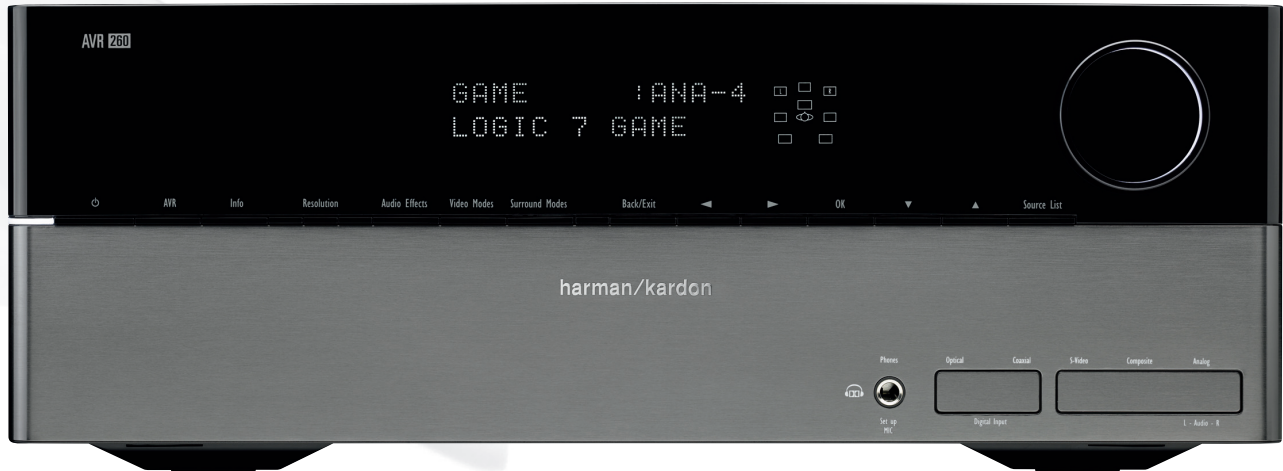 AVR 260
GAME :ANA-4
LOGIC 7 GAME
AVR Info Resolution Audio Effects Video Modes Surround Modes Back/Exit ◄ ► OK ▼ ▲ Source List
harman/kardon
Phones Optical Coaxial S-Video Composite Analog
Set up Digital Input L - Audio - R
MIC